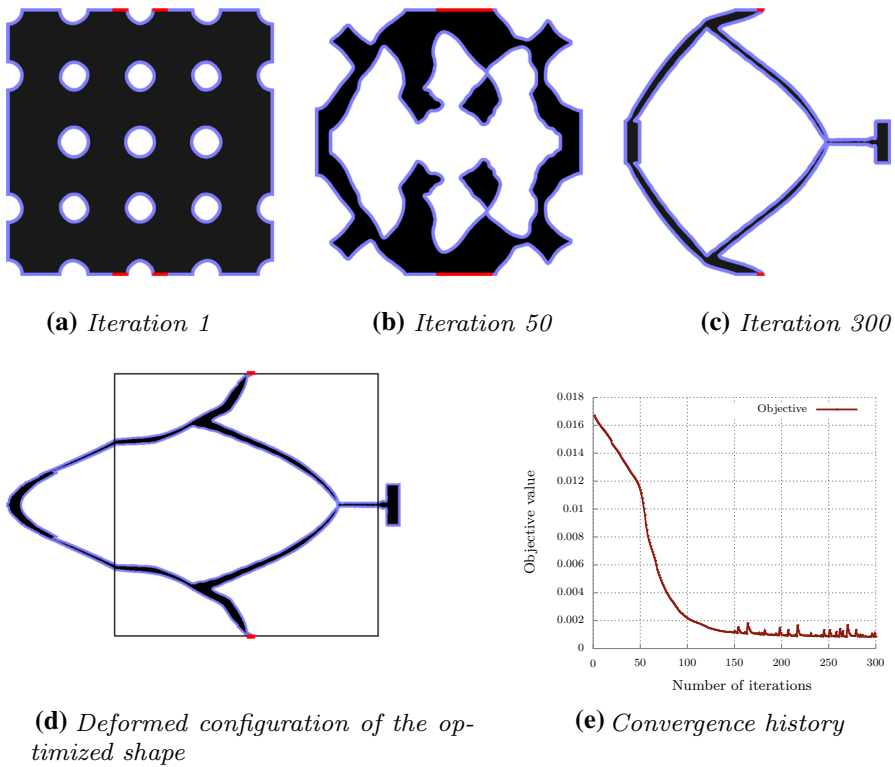 (a) Iteration 1
(b) Iteration 50
(c) Iteration 300
(d) Deformed configuration of the op-
timized shape
0.018
0.016
0.014
0.012
0.01
0.008
0.006
0.004
0.002
0
Objective value
Objective
0 50 100 150 200 250 300
Number of iterations
(e) Convergence history